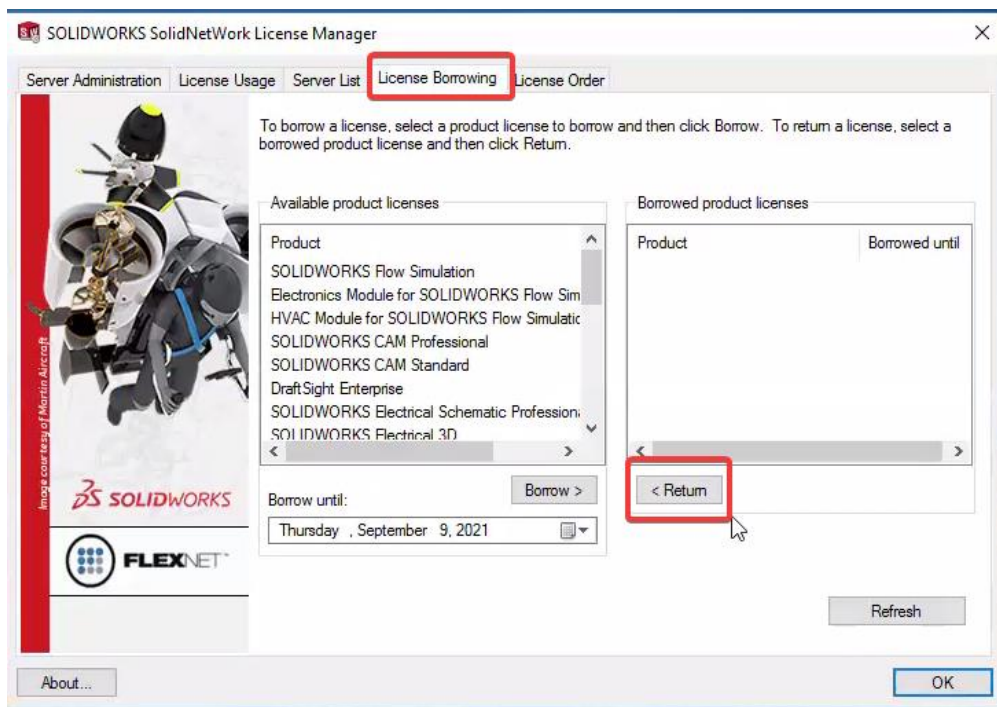 SOLIDWORKS SolidNetWork License Manager
Server Administration License Usage Server List License Borrowing License Order
To borrow a license, select a product license to borrow and then click Borrow. To return a license, select a
borrowed product license and then click Return.
Available product licenses
Product
SOLIDWORKS Flow Simulation
Electronics Module for SOLIDWORKS Flow Sim
HVAC Module for SOLIDWORKS Flow Simulatic
SOLIDWORKS CAM Professional
SOLIDWORKS CAM Standard
DraftSight Enterprise
SOLIDWORKS Electrical Schematic Profession
SOLIDWORKS Electrical 3D
Borrowed product licenses
Product Borrowed until
Borrow until:
Borrow >
< Return
Thursday , September 9, 2021
Refresh
Image courtesy of Martin Aircraft
SOLIDWORKS
FLEXNET
About...
OK